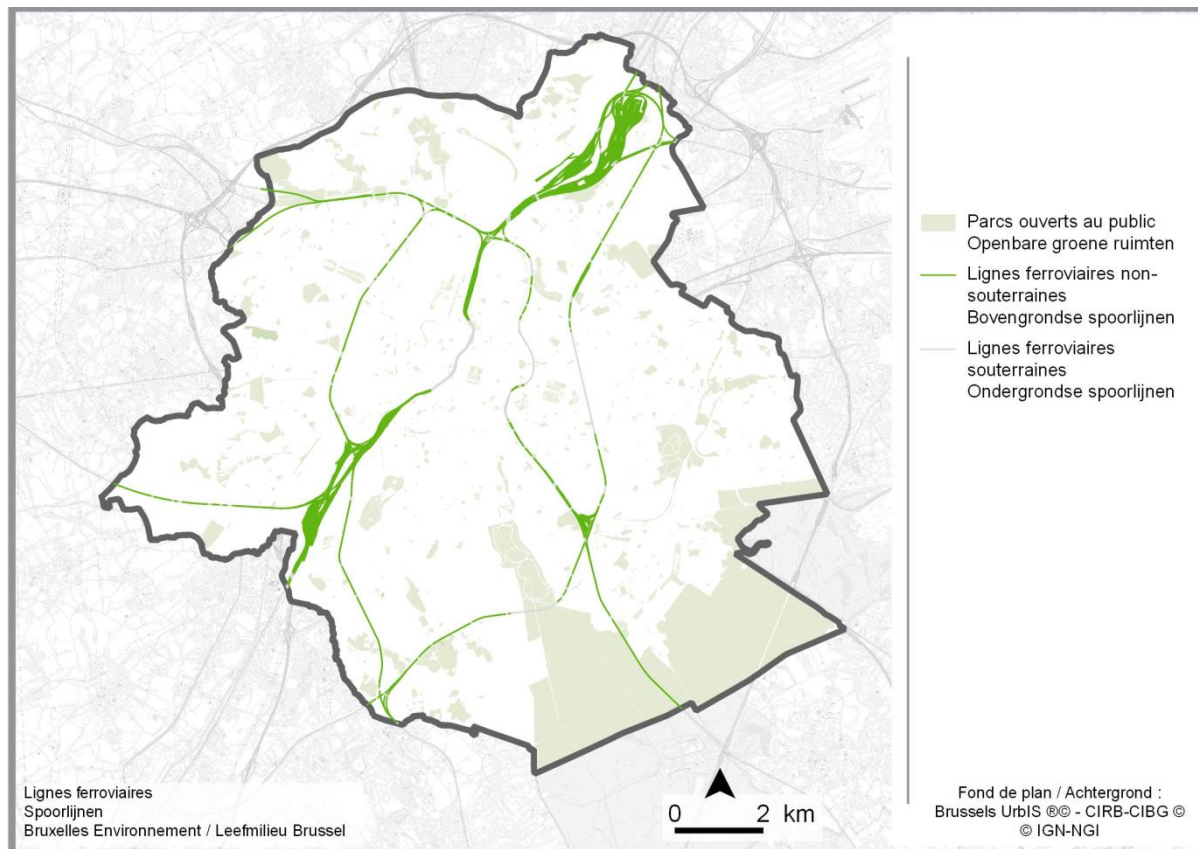 Parcs ouverts au public
Openbare groene ruimten
Lignes ferroviaires non-
souterraines
Bovengrondse spoorlijnen
Lignes ferroviaires
souterraines
Ondergrondse spoorlijnen
Lignes ferroviaires
Spoorlijnen
Bruxelles Environnement / Leefmilieu Brussel
0 2 km
Fond de plan / Achtergrond :
Brussels UrbIS ®© - CIRB-CIBG ©
© IGN-NGI